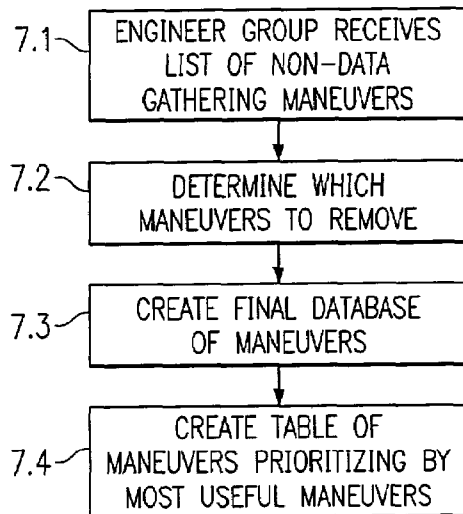 7.1
ENGINEER GROUP RECEIVES
LIST OF NON-DATA
GATHERING MANEUVERS
7.2
DETERMINE WHICH
MANEUVERS TO REMOVE
7.3
CREATE FINAL DATABASE
OF MANEUVERS
7.4
CREATE TABLE OF
MANEUVERS PRIORITIZING BY
MOST USEFUL MANEUVERS